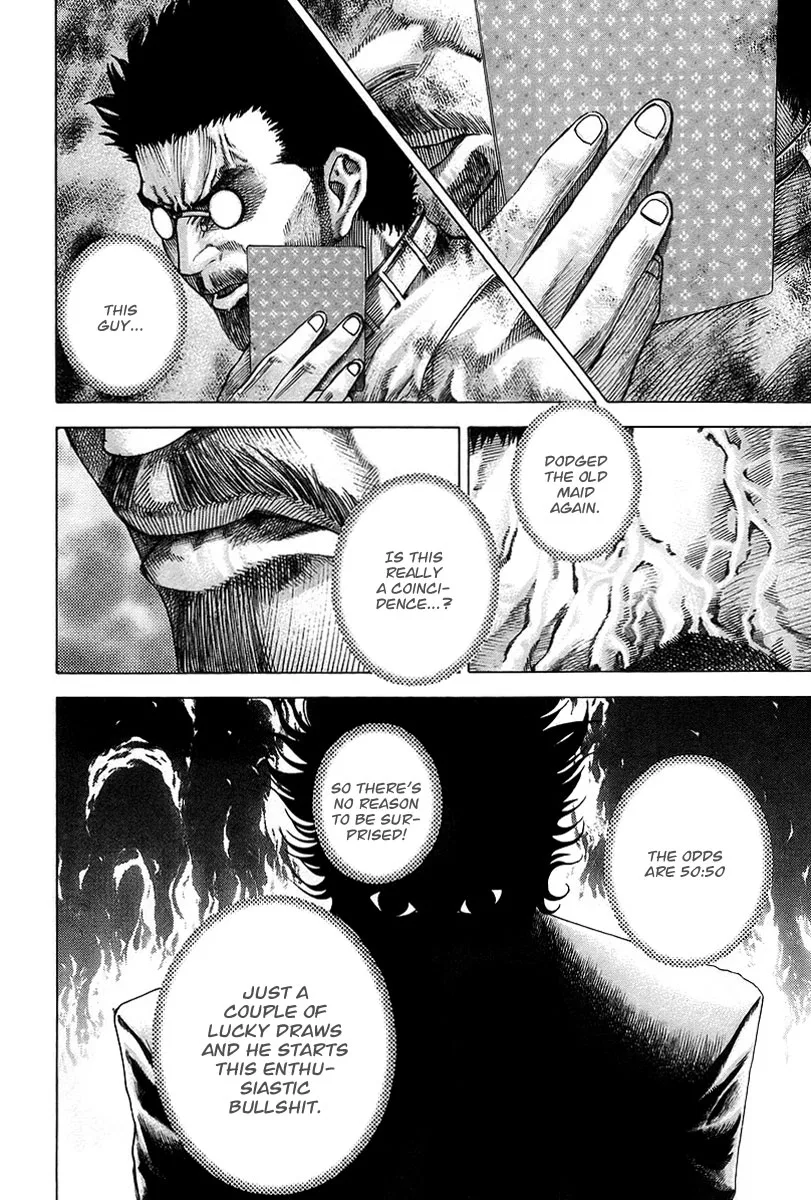 THIS
GUY...
DODGED
THE OLD
MAID
AGAIN.
IS THIS
REALLY
A COINCI-
DENCE...?
THE ODDS
ARE 50:50
SO THERE'S
NO REASON
TO BE SUR-
PRISED!
JUST A
COUPLE OF
LUCKY DRAWS
AND HE STARTS
THIS ENTHU-
SIASTIC
BULLSHIT.